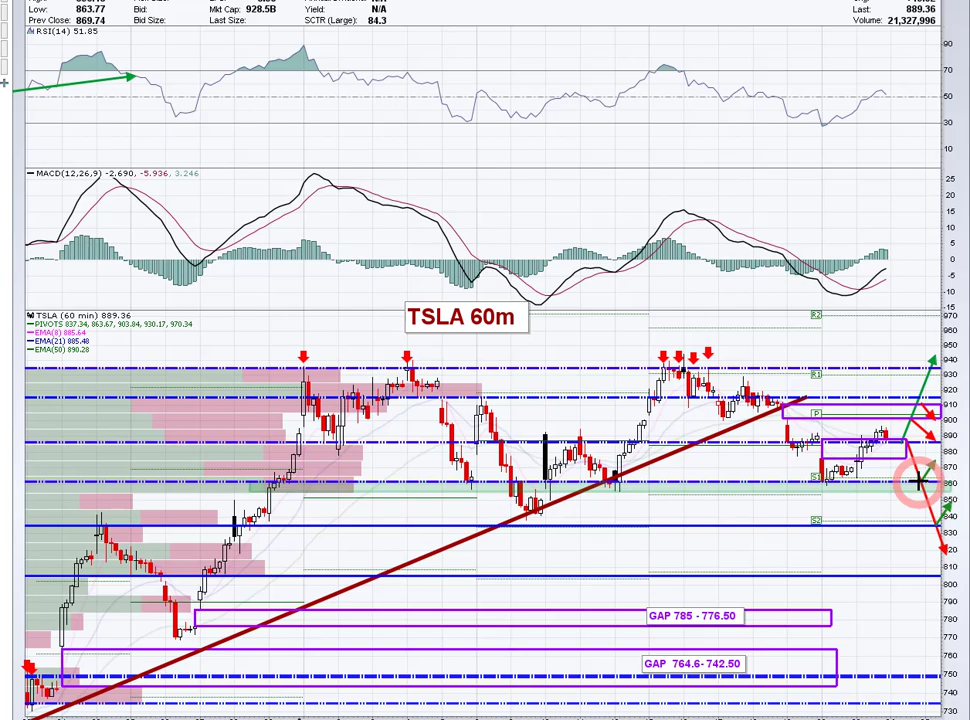 Low: 863.77 Bid: Mkt Cap: 928.5B Yield: N/A Last: 889.36
Prev Close: 869.74 Bid Size: Last Size: SCTR (Large): 84.3 Volume: 21,327,996
RSI(14) 51.85
90
70
50
30
10
MACD(12,26,9) -2.690, -5.936, 3.246
25
20
15
10
5
0
-5
-10
-15
TSLA 60m
TSLA (60 min) 889.36
PIVOTS 837.34, 863.67, 903.84, 930.17, 970.34
EMA(8) 885.64
EMA(21) 885.48
EMA(50) 890.28
R2
R1
P
S1
S2
970
960
950
940
930
920
910
900
890
880
870
860
850
840
830
820
810
800
790
780
770
760
750
740
730
GAP 785 - 776.50
GAP 764.6- 742.50